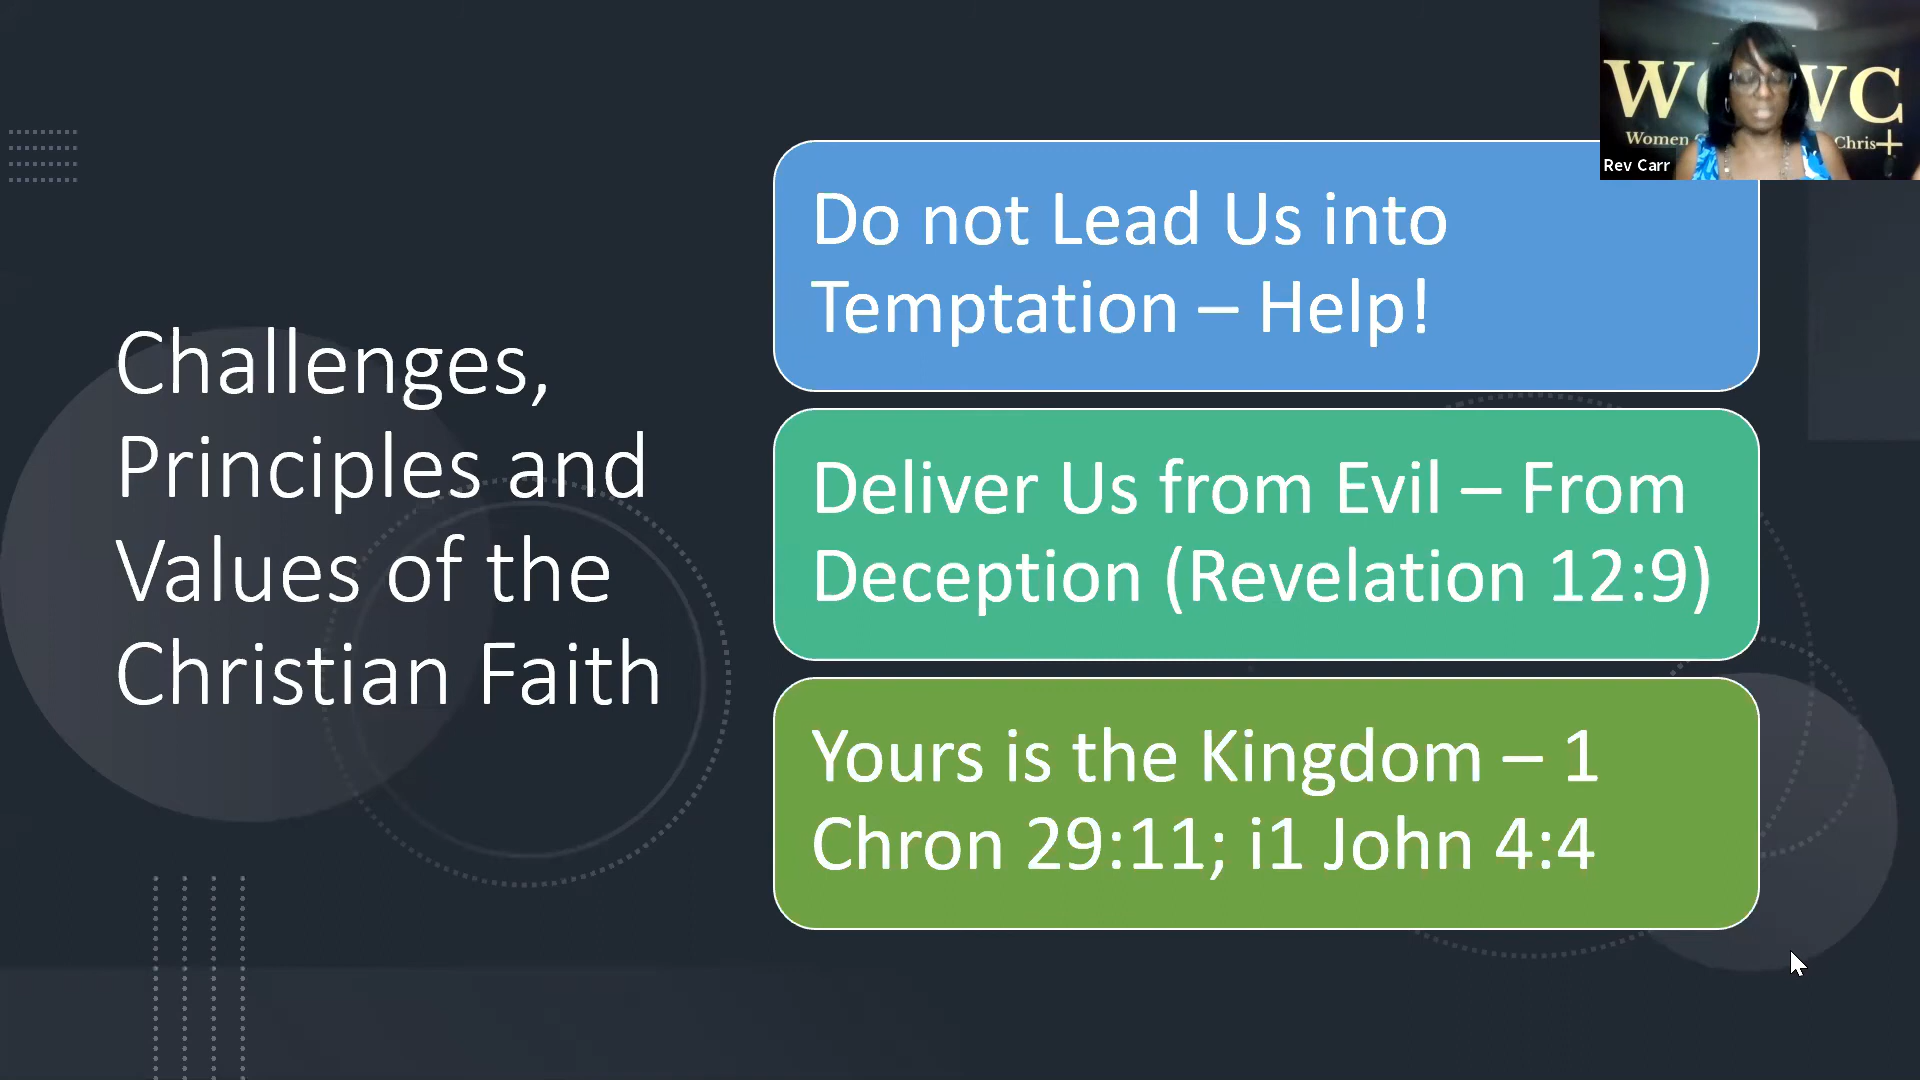 Challenges,
Principles and
Values of the
Christian Faith
Do not Lead Us into
Temptation – Help!
Deliver Us from Evil – From
Deception (Revelation 12:9)
Yours is the Kingdom – 1
Chron 29:11; i1 John 4:4
Women Chris
Rev Carr